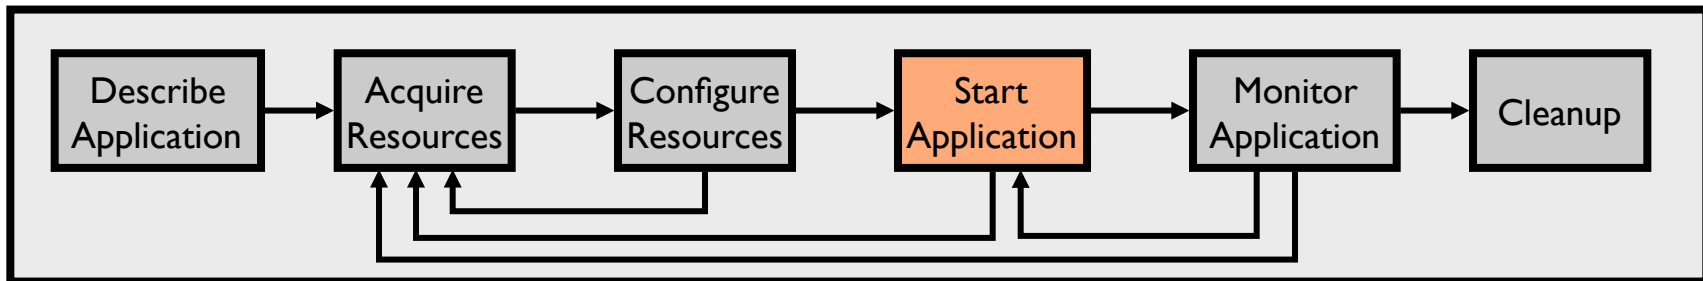 Describe
Application
Acquire
Resources
Configure
Resources
Start
Application
Monitor
Application
Cleanup